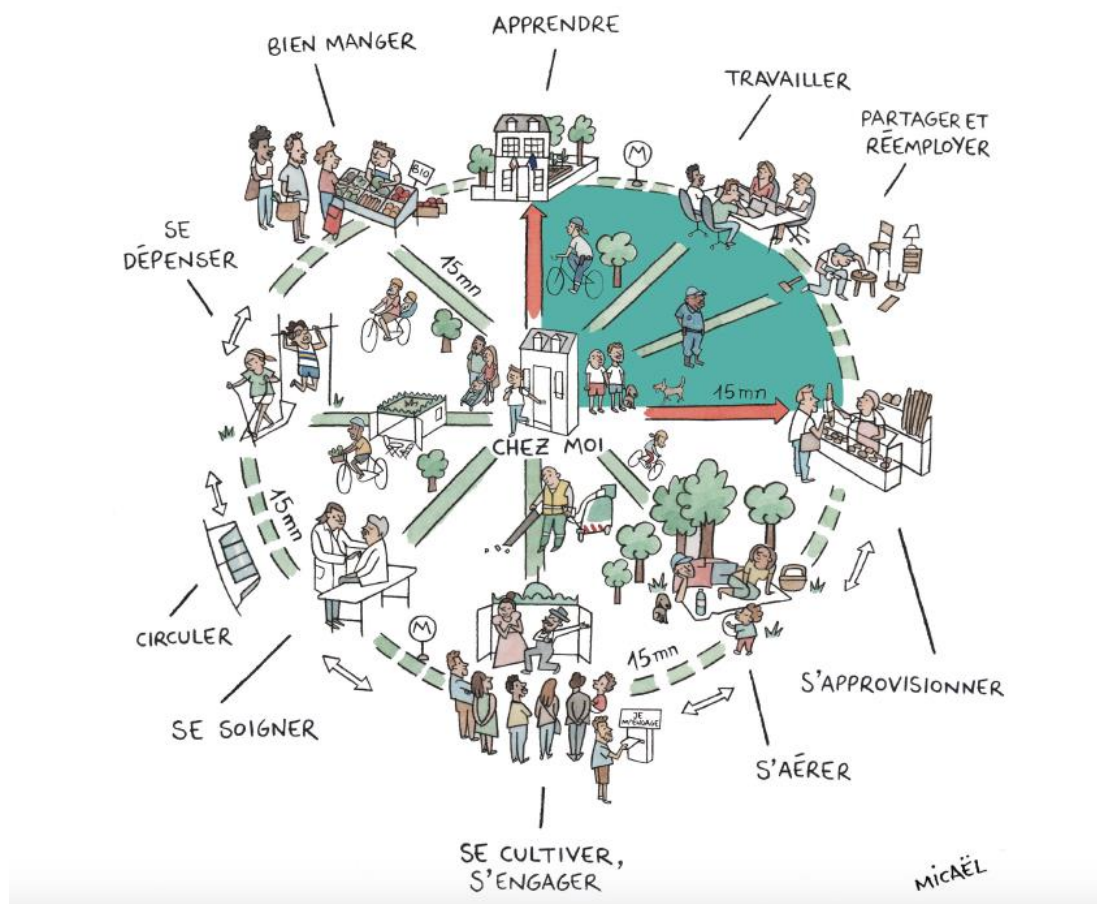 APPRENDRE
BIEN MANGER
TRAVAILLER
PARTAGER ET
RÉEMPLOYER
M
BIO
SE
DÉPENSER
15mn
15mn
CHEZ MOI
15mn
CIRCULER
M
15mn
S'APPROVISIONNER
SE SOIGNER
JE
M'ENGAGE
S'AÉRER
SE CULTIVER,
S'ENGAGER
MICAËL